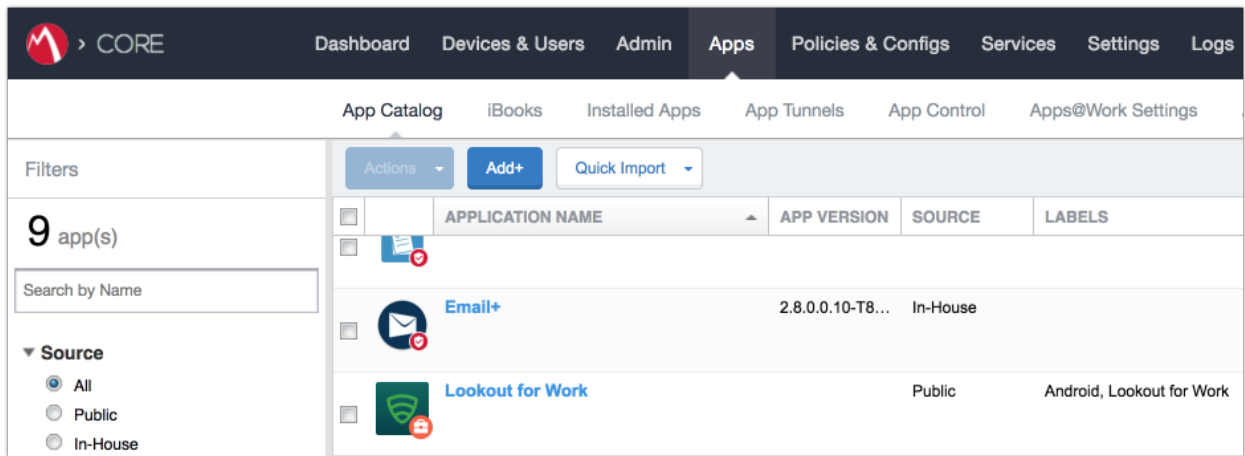 › CORE
Dashboard Devices & Users Admin Apps Policies & Configs Services Settings Logs
App Catalog iBooks Installed Apps App Tunnels App Control Apps@Work Settings
Filters
Actions Add+ Quick Import
APPLICATION NAME APP VERSION SOURCE LABELS
9 app(s)
Search by Name
Email+ 2.8.0.0.10-T8... In-House
Source
All
Lookout for Work Public Android, Lookout for Work
Public
In-House